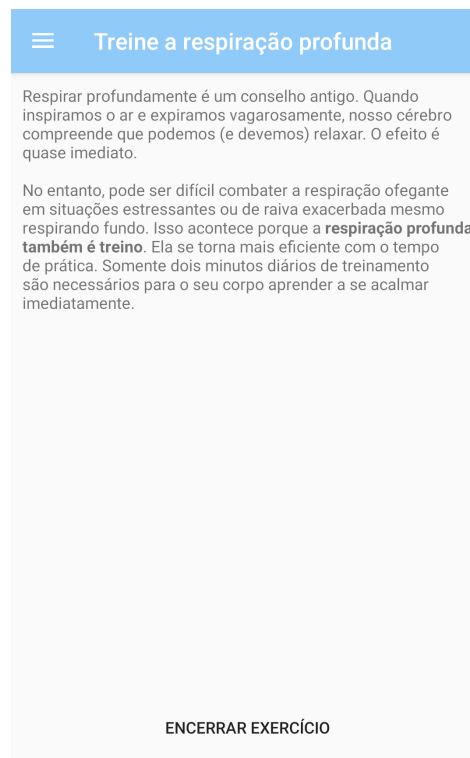 Treine a respiração profunda
Respirar profundamente é um conselho antigo. Quando
inspiramos o ar e expiramos vagarosamente, nosso cérebro
compreende que podemos (e devemos) relaxar. O efeito é
quase imediato.
No entanto, pode ser difícil combater a respiração ofegante
em situações estressantes ou de raiva exacerbada mesmo
respirando fundo. Isso acontece porque a respiração profunda
também é treino. Ela se torna mais eficiente com o tempo
de prática. Somente dois minutos diários de treinamento
são necessários para o seu corpo aprender a se acalmar
imediatamente.
ENCERRAR EXERCÍCIO